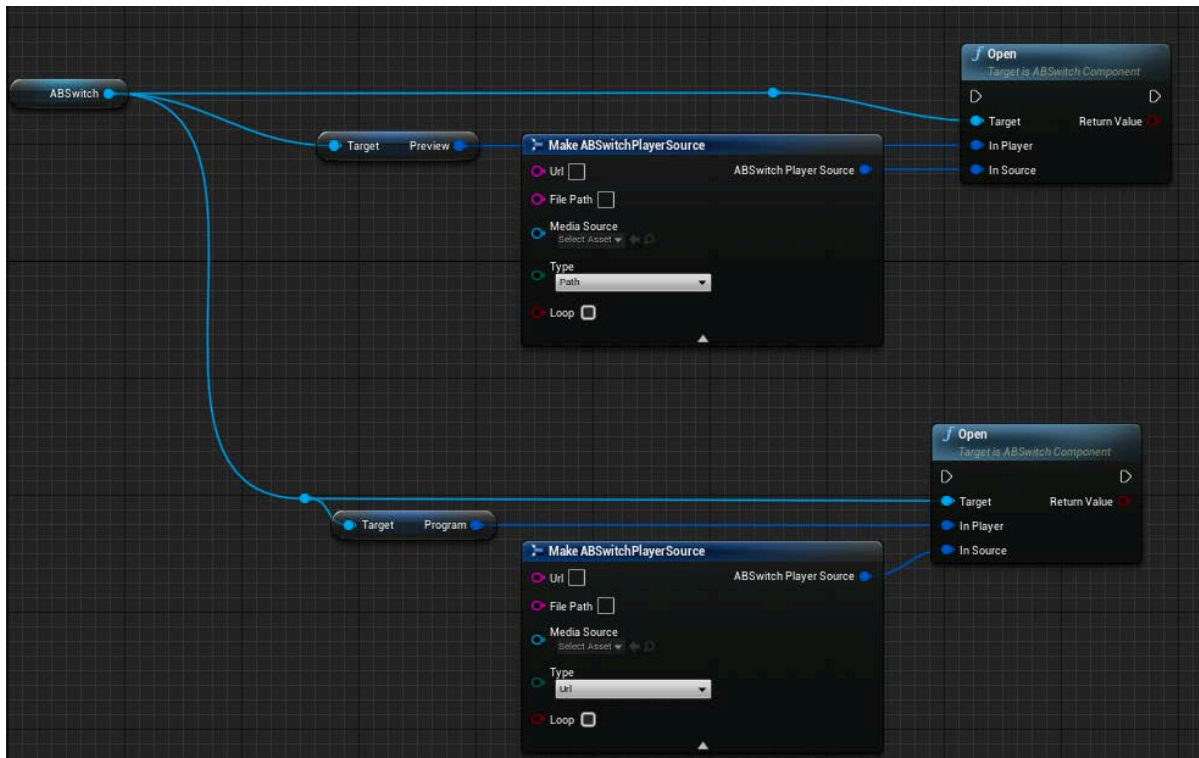 ABSwitch
Open
Target is ABSwitch Component
Target Return Value
In Player
In Source
Target Preview
Make ABSwitchPlayerSource
Url ABSwitch Player Source
File Path
Media Source
Select Asset
Type
Path
Loop
Open
Target is ABSwitch Component
Target Return Value
In Player
In Source
Target Program
Make ABSwitchPlayerSource
Url ABSwitch Player Source
File Path
Media Source
Select Asset
Type
Url
Loop